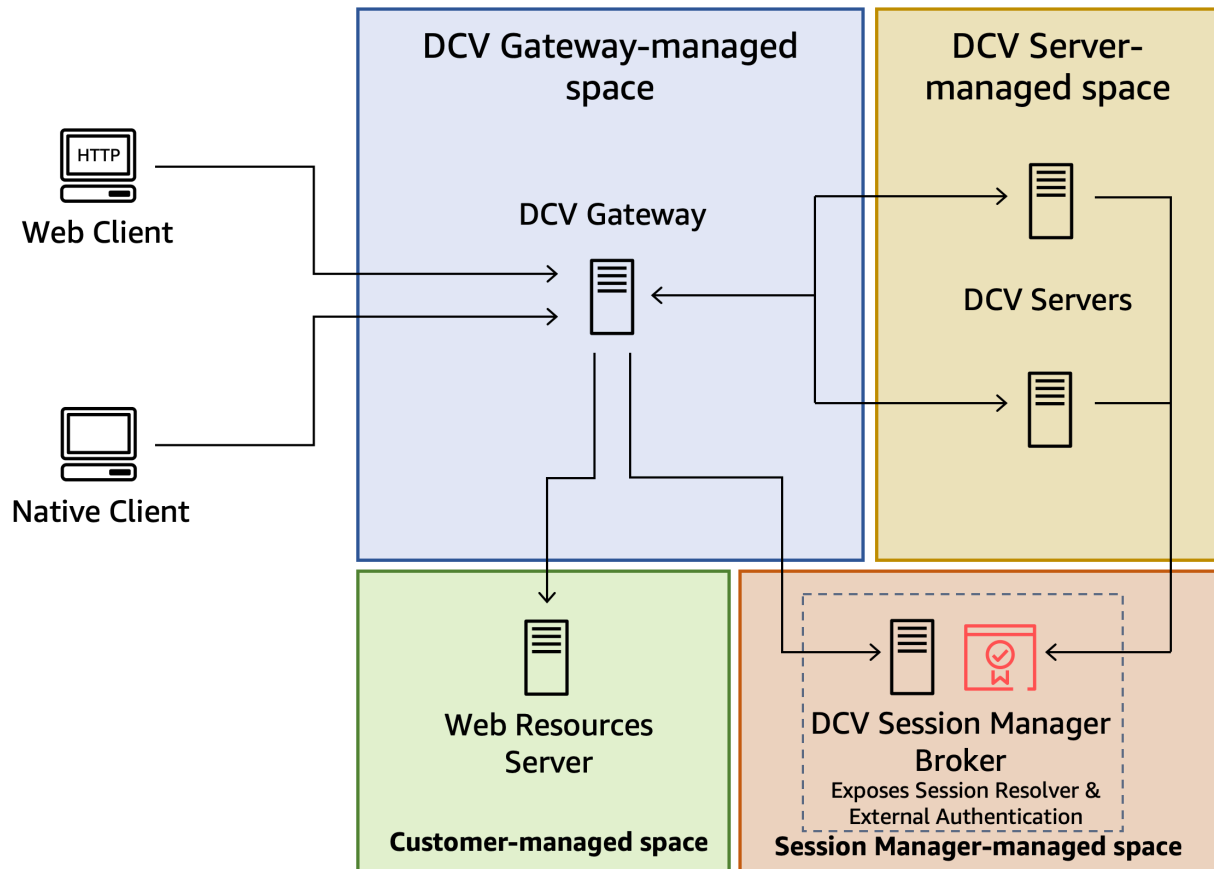 DCV Gateway-managed
space
DCV Server-
managed space
HTTP
Web Client
DCV Gateway
DCV Servers
Native Client
Web Resources
Server
Customer-managed space
DCV Session Manager
Broker
Exposes Session Resolver &
External Authentication
Session Manager-managed space